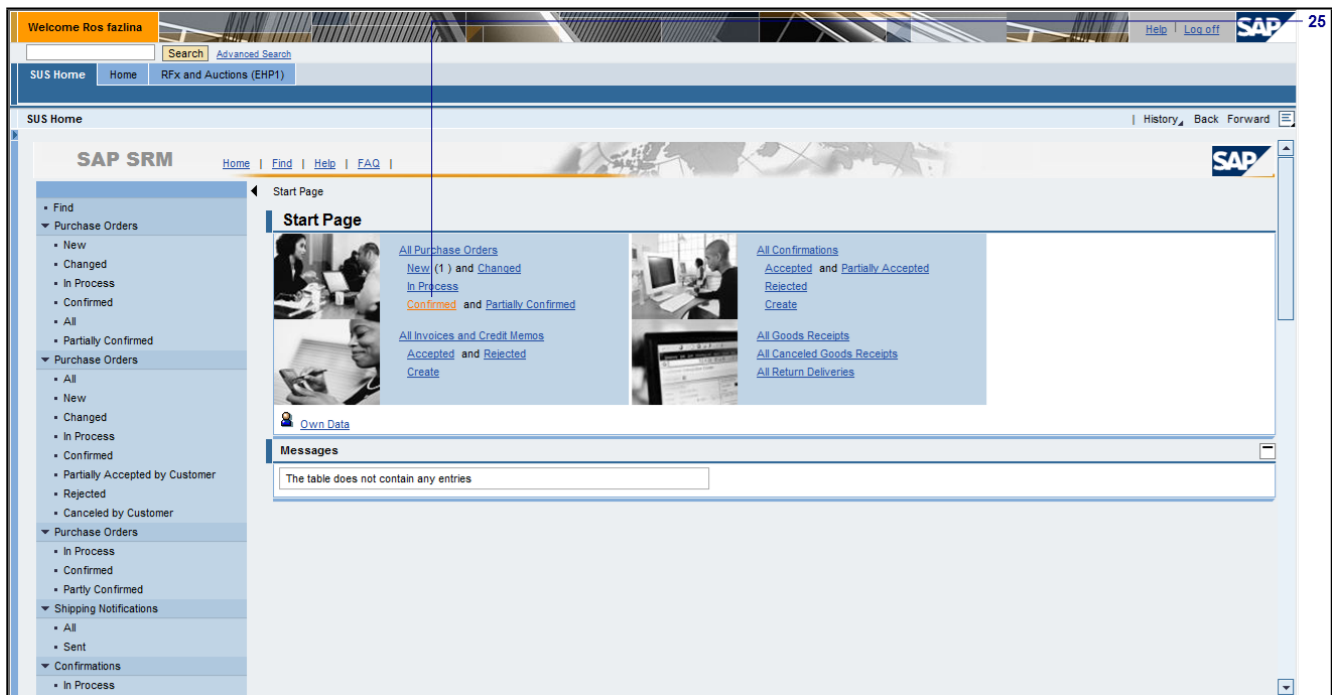 Welcome Ros fazlina
Help | Log off
SAP
25
Search Advanced Search
SUS Home Home RFx and Auctions (EHP1)
SUS Home
| History Back Forward
SAP SRM Home | Find | Help | FAQ |
SAP
Start Page
Find
Purchase Orders
New
Changed
In Process
Confirmed
All
Partially Confirmed
Purchase Orders
All
New
Changed
In Process
Confirmed
Partially Accepted by Customer
Rejected
Canceled by Customer
Purchase Orders
In Process
Confirmed
Partly Confirmed
Shipping Notifications
All
Sent
Confirmations
In Process
Start Page
All Purchase Orders
New (1 ) and Changed
In Process
Confirmed and Partially Confirmed
All Confirmations
Accepted and Partially Accepted
Rejected
Create
All Invoices and Credit Memos
Accepted and Rejected
Create
All Goods Receipts
All Canceled Goods Receipts
All Return Deliveries
Own Data
Messages
The table does not contain any entries